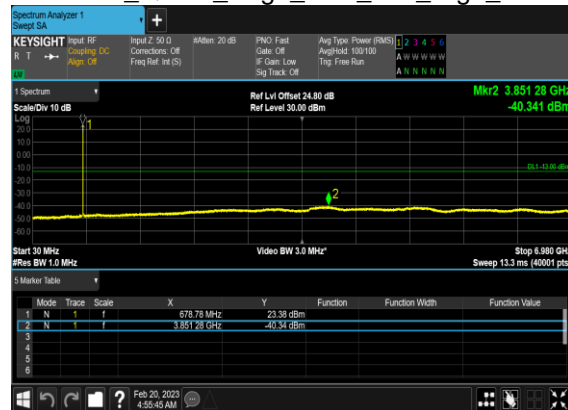 Spectrum Analyzer 1
Swept SA
+
KEYSIGHT Input: RF Input Z: 50 Ω #Atten: 20 dB PNO: Fast Avg Type: Power (RMS) 1 2 3 4 5 6
R T Coupling: DC Corrections: Off Gate: Off Avg|Hold: 100/100 A W W W W W
Align: Off Freq Ref: Int (S) IF Gain: Low Trig: Free Run
Sig Track: Off A N N N N N
LW
1 Spectrum Ref Lvl Offset 24.80 dB Mkr2 3.851 28 GHz
Scale/Div 10 dB Ref Level 30.00 dBm -40.341 dBm
Log
1
20.0
10.0
0.00
-10.0
DL1 -13.00 dBm
-20.0
-30.0
2
-40.0
-50.0
-60.0
Start 30 MHz Video BW 3.0 MHz* Stop 6.980 GHz
#Res BW 1.0 MHz Sweep 13.3 ms (40001 pts)
5 Marker Table
Mode Trace Scale X Y Function Function Width Function Value
1 N 1 f 678.78 MHz 23.38 dBm
2 N 1 f 3.851 28 GHz -40.34 dBm
3
4
5
6
? Feb 20, 2023
4:55:45 AM